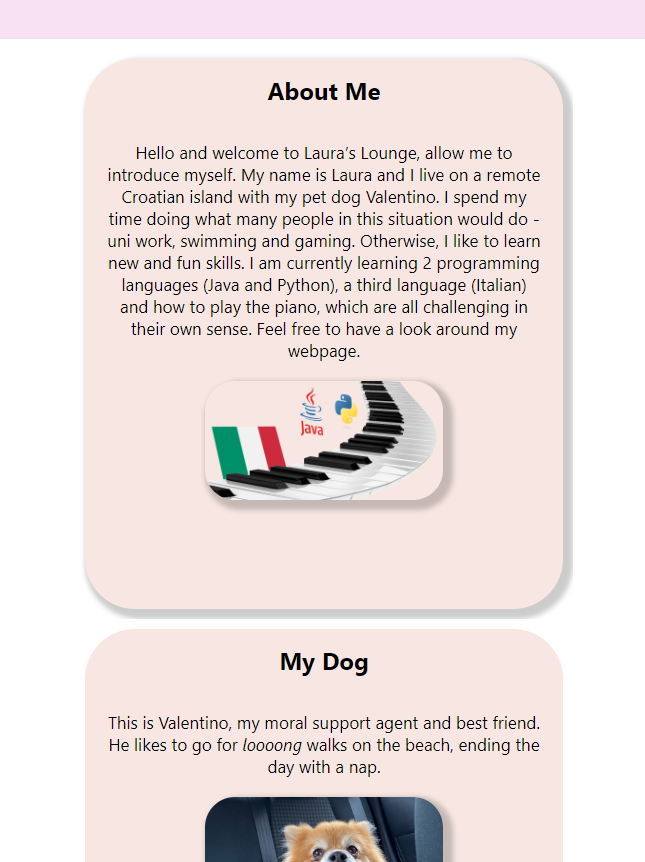 About Me
Hello and welcome to Laura’s Lounge, allow me to
introduce myself. My name is Laura and I live on a remote
Croatian island with my pet dog Valentino. I spend my
time doing what many people in this situation would do -
uni work, swimming and gaming. Otherwise, I like to learn
new and fun skills. I am currently learning 2 programming
languages (Java and Python), a third language (Italian)
and how to play the piano, which are all challenging in
their own sense. Feel free to have a look around my
webpage.
Java
My Dog
This is Valentino, my moral support agent and best friend.
He likes to go for loooong walks on the beach, ending the
day with a nap.